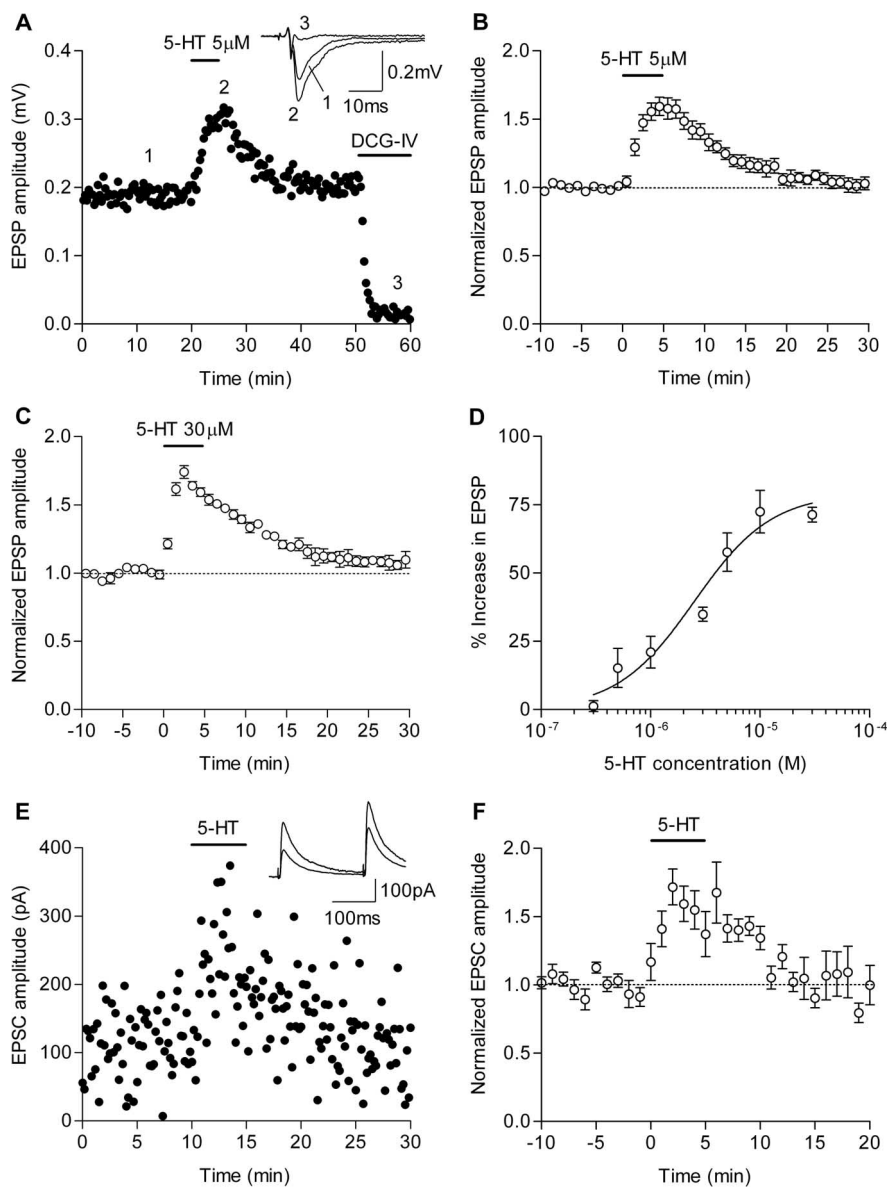 A
5-HT 5μM
3
0.2mV
10ms
1
2
1
2
DCG-IV
3
EPSP amplitude (mV)
0.4
0.3
0.2
0.1
0.0
0 10 20 30 40 50 60
Time (min)
B
5-HT 5μM
Normalized EPSP amplitude
2.0
1.5
1.0
0.5
0.0
-10 -5 0 5 10 15 20 25 30
Time (min)
C
5-HT 30μM
Normalized EPSP amplitude
2.0
1.5
1.0
0.5
0.0
-10 -5 0 5 10 15 20 25 30
Time (min)
D
% Increase in EPSP
100
75
50
25
0
10-7 10-6 10-5 10-4
5-HT concentration (M)
E
5-HT
100pA
100ms
EPSC amplitude (pA)
400
300
200
100
0
0 5 10 15 20 25 30
Time (min)
F
5-HT
Normalized EPSC amplitude
2.0
1.5
1.0
0.5
0.0
-10 -5 0 5 10 15 20
Time (min)